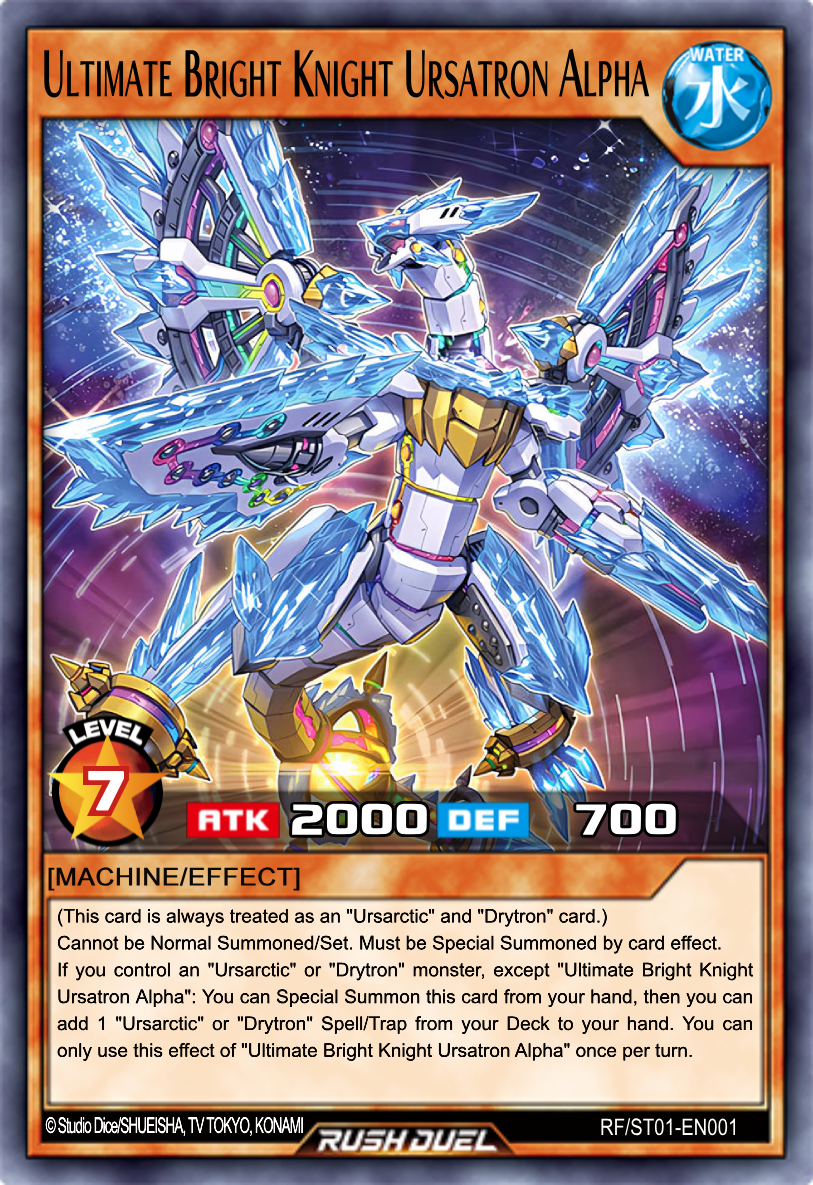 ULTIMATE BRIGHT KNIGHT URSATRON ALPHA
WATER
水
LEVEL
7
ATK 2000 DEF 700
[MACHINE/EFFECT]
(This card is always treated as an "Ursarctic" and "Drytron" card.)
Cannot be Normal Summoned/Set. Must be Special Summoned by card effect.
If you control an "Ursarctic" or "Drytron" monster, except "Ultimate Bright Knight
Ursatron Alpha": You can Special Summon this card from your hand, then you can
add 1 "Ursarctic" or "Drytron" Spell/Trap from your Deck to your hand. You can
only use this effect of "Ultimate Bright Knight Ursatron Alpha" once per turn.
© Studio Dice/SHUEISHA, TV TOKYO, KONAMI
RUSH DUEL
RF/ST01-EN001